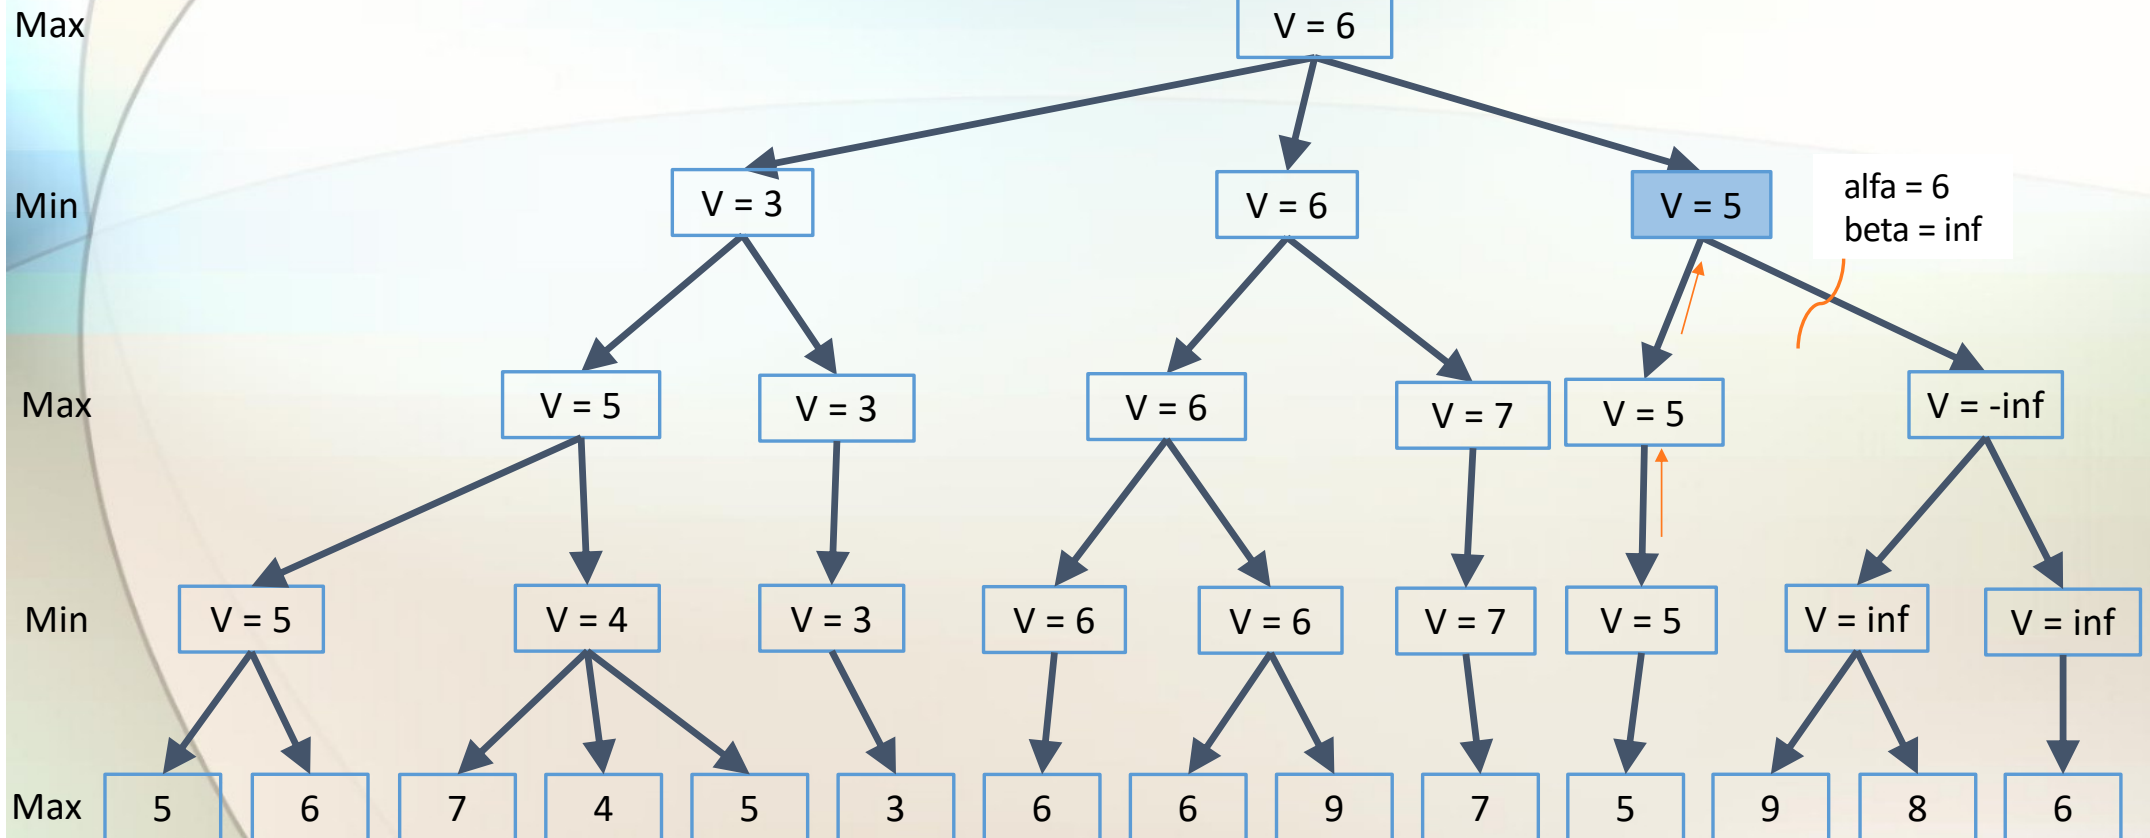 Max
V = 6
Min
V = 3
V = 6
V = 5
alfa = 6
beta = inf
Max
V = 5
V = 3
V = 6
V = 7
V = 5
V = -inf
Min
V = 5
V = 4
V = 3
V = 6
V = 6
V = 7
V = 5
V = inf
V = inf
Max
5
6
7
4
5
3
6
6
9
7
5
9
8
6